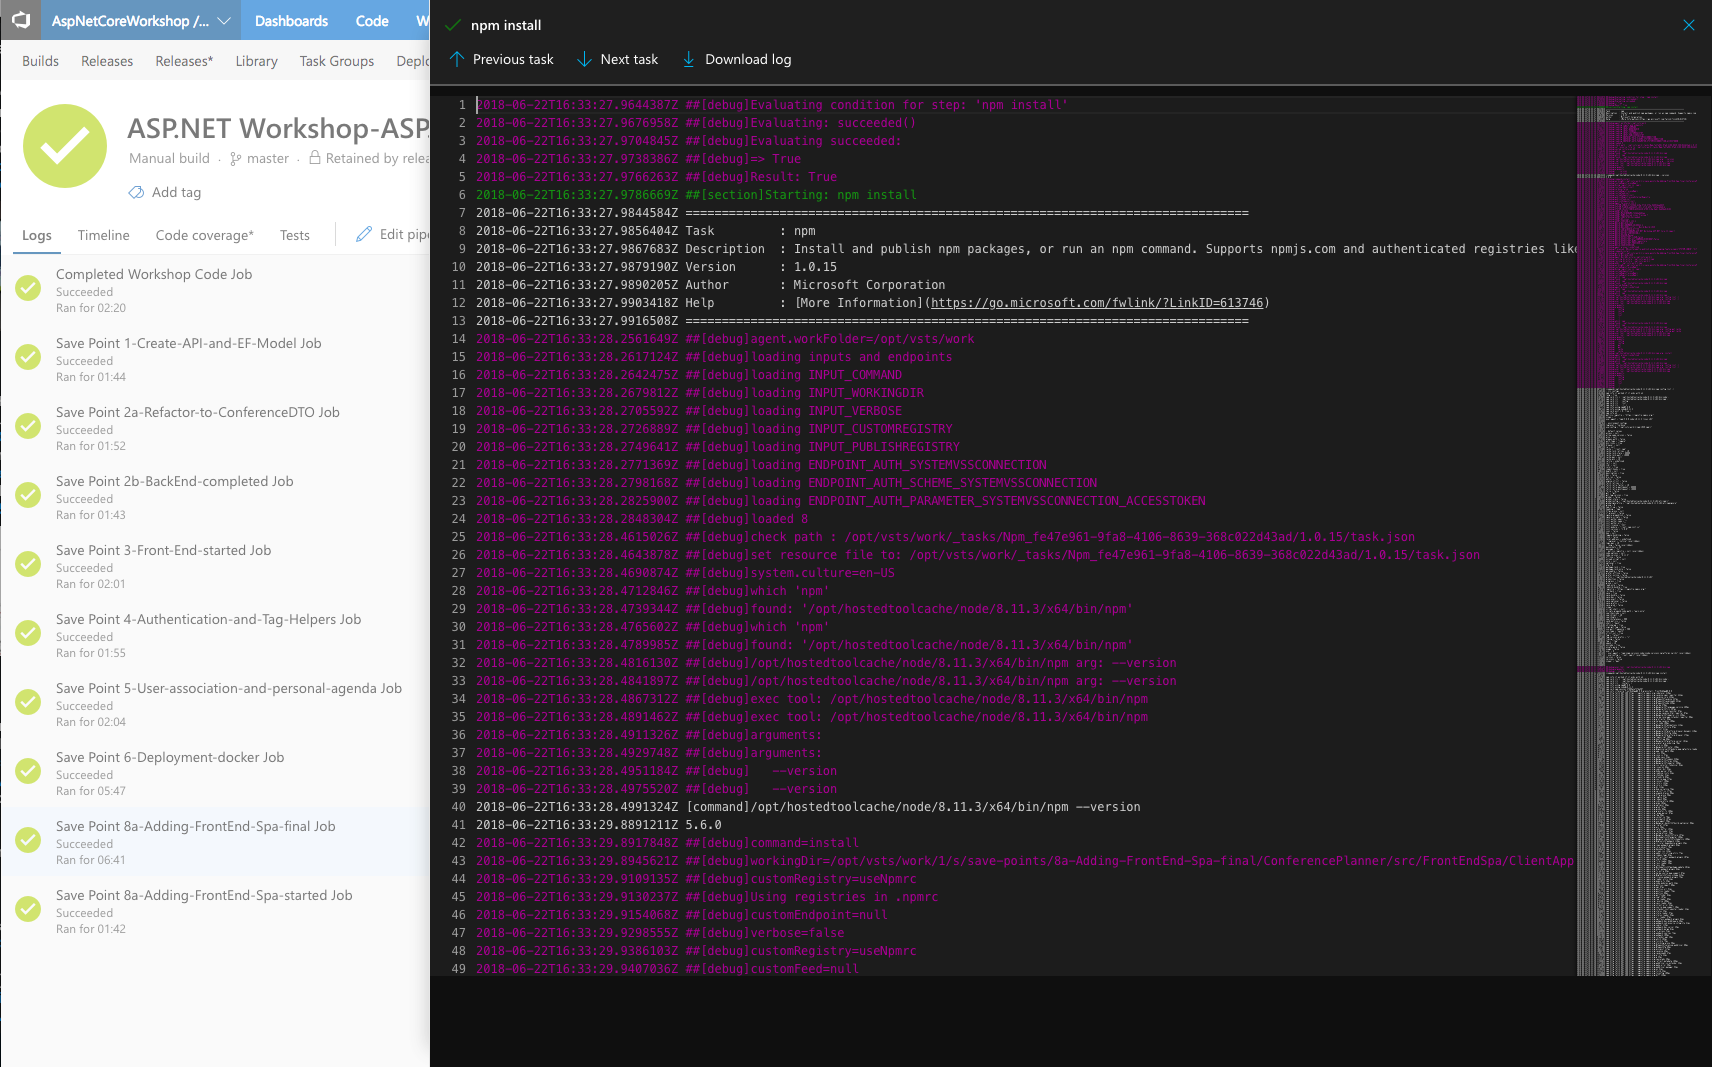 AspNetCoreWorkshop /...
Dashboards
Code
W
Builds
Releases
Releases*
Library
Task Groups
Deplo
ASP.NET Workshop-ASP.
Manual build · master · Retained by relea
Add tag
Logs
Timeline
Code coverage*
Tests
Edit pipe
Completed Workshop Code Job
Succeeded
Ran for 02:20
Save Point 1-Create-API-and-EF-Model Job
Succeeded
Ran for 01:44
Save Point 2a-Refactor-to-ConferenceDTO Job
Succeeded
Ran for 01:52
Save Point 2b-BackEnd-completed Job
Succeeded
Ran for 01:43
Save Point 3-Front-End-started Job
Succeeded
Ran for 02:01
Save Point 4-Authentication-and-Tag-Helpers Job
Succeeded
Ran for 01:55
Save Point 5-User-association-and-personal-agenda Job
Succeeded
Ran for 02:04
Save Point 6-Deployment-docker Job
Succeeded
Ran for 05:47
Save Point 8a-Adding-FrontEnd-Spa-final Job
Succeeded
Ran for 06:41
Save Point 8a-Adding-FrontEnd-Spa-started Job
Succeeded
Ran for 01:42
npm install
Previous task
Next task
Download log
1 2018-06-22T16:33:27.9644387Z ##[debug]Evaluating condition for step: 'npm install'
2 2018-06-22T16:33:27.9676958Z ##[debug]Evaluating: succeeded()
3 2018-06-22T16:33:27.9704845Z ##[debug]Evaluating succeeded:
4 2018-06-22T16:33:27.9738386Z ##[debug]=> True
5 2018-06-22T16:33:27.9766263Z ##[debug]Result: True
6 2018-06-22T16:33:27.9786669Z ##[section]Starting: npm install
7 2018-06-22T16:33:27.9844584Z ==============================================================================
8 2018-06-22T16:33:27.9856404Z Task         : npm
9 2018-06-22T16:33:27.9867683Z Description  : Install and publish npm packages, or run an npm command. Supports npmjs.com and authenticated registries like
10 2018-06-22T16:33:27.9879190Z Version      : 1.0.15
11 2018-06-22T16:33:27.9890205Z Author       : Microsoft Corporation
12 2018-06-22T16:33:27.9903418Z Help         : [More Information](https://go.microsoft.com/fwlink/?LinkID=613746)
13 2018-06-22T16:33:27.9916508Z ==============================================================================
14 2018-06-22T16:33:28.2561649Z ##[debug]agent.workFolder=/opt/vsts/work
15 2018-06-22T16:33:28.2617124Z ##[debug]loading inputs and endpoints
16 2018-06-22T16:33:28.2642475Z ##[debug]loading INPUT_COMMAND
17 2018-06-22T16:33:28.2679812Z ##[debug]loading INPUT_WORKINGDIR
18 2018-06-22T16:33:28.2705592Z ##[debug]loading INPUT_VERBOSE
19 2018-06-22T16:33:28.2726889Z ##[debug]loading INPUT_CUSTOMREGISTRY
20 2018-06-22T16:33:28.2749641Z ##[debug]loading INPUT_PUBLISHREGISTRY
21 2018-06-22T16:33:28.2771369Z ##[debug]loading ENDPOINT_AUTH_SYSTEMVSSCONNECTION
22 2018-06-22T16:33:28.2798168Z ##[debug]loading ENDPOINT_AUTH_SCHEME_SYSTEMVSSCONNECTION
23 2018-06-22T16:33:28.2825900Z ##[debug]loading ENDPOINT_AUTH_PARAMETER_SYSTEMVSSCONNECTION_ACCESSTOKEN
24 2018-06-22T16:33:28.2848304Z ##[debug]loaded 8
25 2018-06-22T16:33:28.4615026Z ##[debug]check path : /opt/vsts/work/_tasks/Npm_fe47e961-9fa8-4106-8639-368c022d43ad/1.0.15/task.json
26 2018-06-22T16:33:28.4643878Z ##[debug]set resource file to: /opt/vsts/work/_tasks/Npm_fe47e961-9fa8-4106-8639-368c022d43ad/1.0.15/task.json
27 2018-06-22T16:33:28.4690874Z ##[debug]system.culture=en-US
28 2018-06-22T16:33:28.4712846Z ##[debug]which 'npm'
29 2018-06-22T16:33:28.4739344Z ##[debug]found: '/opt/hostedtoolcache/node/8.11.3/x64/bin/npm'
30 2018-06-22T16:33:28.4765602Z ##[debug]which 'npm'
31 2018-06-22T16:33:28.4789985Z ##[debug]found: '/opt/hostedtoolcache/node/8.11.3/x64/bin/npm'
32 2018-06-22T16:33:28.4816130Z ##[debug]/opt/hostedtoolcache/node/8.11.3/x64/bin/npm arg: --version
33 2018-06-22T16:33:28.4841897Z ##[debug]/opt/hostedtoolcache/node/8.11.3/x64/bin/npm arg: --version
34 2018-06-22T16:33:28.4867312Z ##[debug]exec tool: /opt/hostedtoolcache/node/8.11.3/x64/bin/npm
35 2018-06-22T16:33:28.4891462Z ##[debug]exec tool: /opt/hostedtoolcache/node/8.11.3/x64/bin/npm
36 2018-06-22T16:33:28.4911326Z ##[debug]arguments:
37 2018-06-22T16:33:28.4929748Z ##[debug]arguments:
38 2018-06-22T16:33:28.4951184Z ##[debug]   --version
39 2018-06-22T16:33:28.4975520Z ##[debug]   --version
40 2018-06-22T16:33:28.4991324Z [command]/opt/hostedtoolcache/node/8.11.3/x64/bin/npm --version
41 2018-06-22T16:33:29.8891211Z 5.6.0
42 2018-06-22T16:33:29.8917848Z ##[debug]command=install
43 2018-06-22T16:33:29.8945621Z ##[debug]workingDir=/opt/vsts/work/1/s/save-points/8a-Adding-FrontEnd-Spa-final/ConferencePlanner/src/FrontEndSpa/ClientApp
44 2018-06-22T16:33:29.9109135Z ##[debug]customRegistry=useNpmrc
45 2018-06-22T16:33:29.9130237Z ##[debug]Using registries in .npmrc
46 2018-06-22T16:33:29.9154068Z ##[debug]customEndpoint=null
47 2018-06-22T16:33:29.9298555Z ##[debug]verbose=false
48 2018-06-22T16:33:29.9386103Z ##[debug]customRegistry=useNpmrc
49 2018-06-22T16:33:29.9407036Z ##[debug]customFeed=null